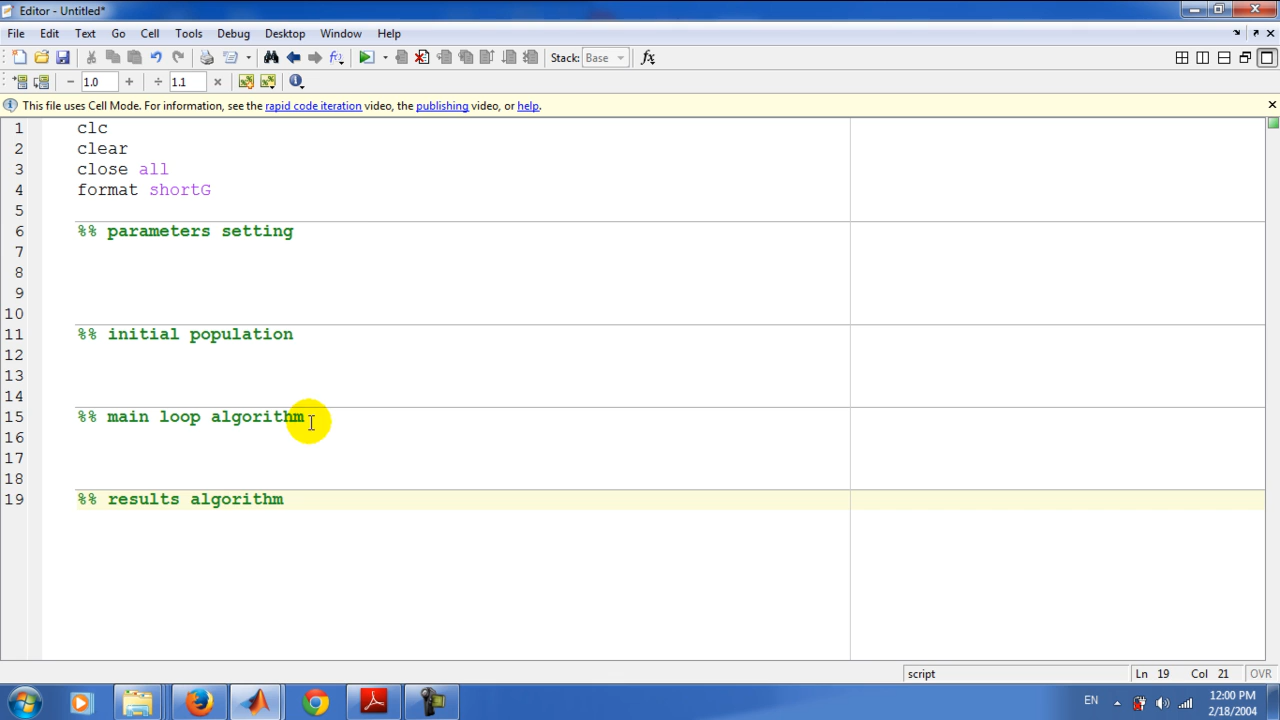 Editor - Untitled*
File Edit Text Go Cell Tools Debug Desktop Window Help
Stack: Base fx
− 1.0 + ÷ 1.1 ×
This file uses Cell Mode. For information, see the rapid code iteration video, the publishing video, or help.
1 clc
2 clear
3 close all
4 format shortG
5
6 %% parameters setting
7
8
9
10
11 %% initial population
12
13
14
15 %% main loop algorithm
16
17
18
19 %% results algorithm
script Ln 19 Col 21 OVR
EN 12:00 PM
2/18/2004